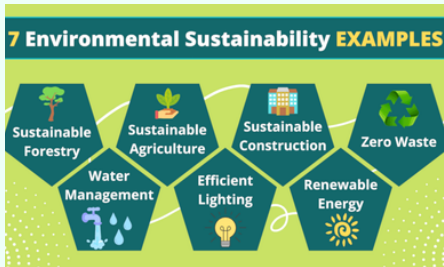 7 Environmental Sustainability EXAMPLES
Sustainable
Forestry
Sustainable
Agriculture
Sustainable
Construction
Zero Waste
Water
Management
Efficient
Lighting
Renewable
Energy